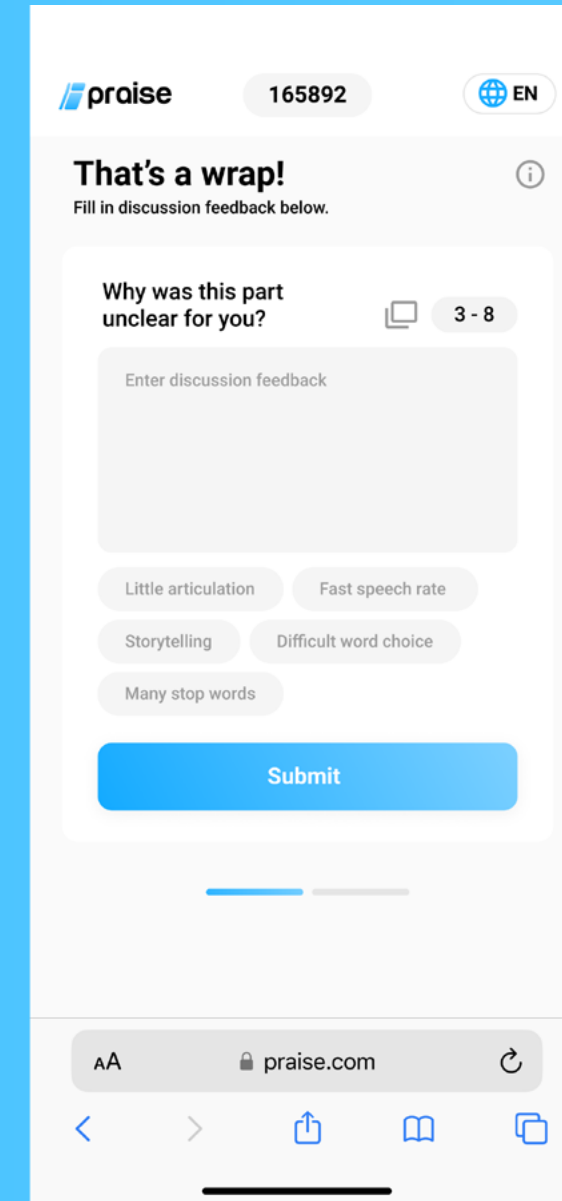 praise
165892
EN
That's a wrap!
Fill in discussion feedback below.
Why was this part
unclear for you?
3 - 8
Enter discussion feedback
Little articulation
Fast speech rate
Storytelling
Difficult word choice
Many stop words
Submit
AA
praise.com